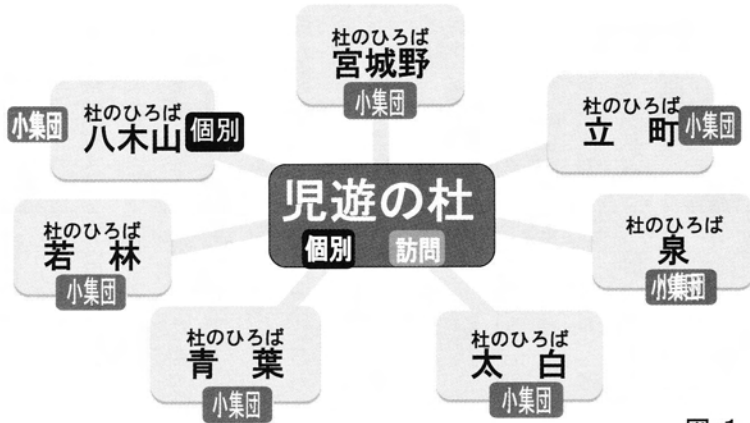 杜のひろば
宮城野
小集団
杜のひろば
八木山
小集団
個別
杜のひろば
立 町
小集団
児遊の杜
個別
訪問
杜のひろば
若 林
小集団
杜のひろば
泉
小集団
杜のひろば
青 葉
小集団
杜のひろば
太 白
小集団